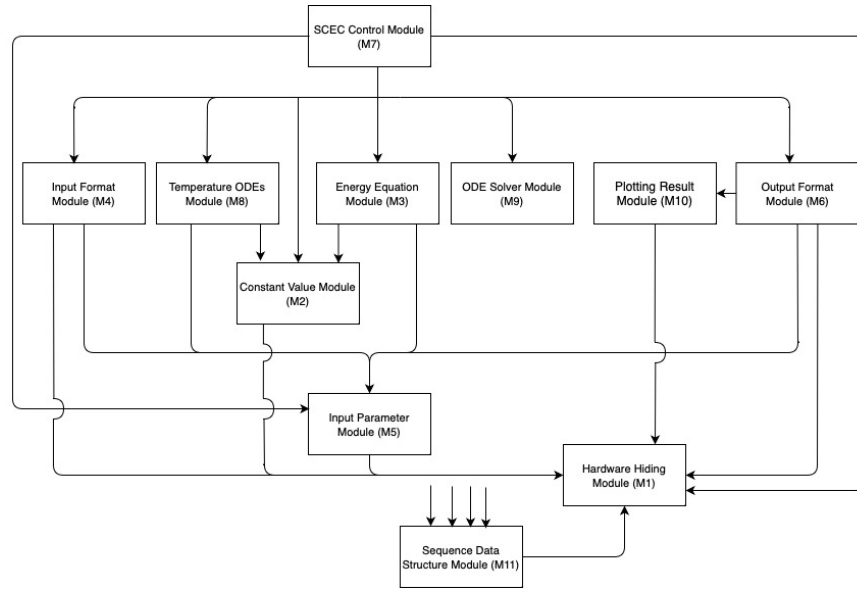 SCEC Control Module
(M7)
Input Format
Module (M4)
Temperature ODEs
Module (M8)
Energy Equation
Module (M3)
ODE Solver Module
(M9)
Plotting Result
Module (M10)
Output Format
Module (M6)
Constant Value Module
(M2)
Input Parameter
Module (M5)
Hardware Hiding
Module (M1)
Sequence Data
Structure Module (M11)